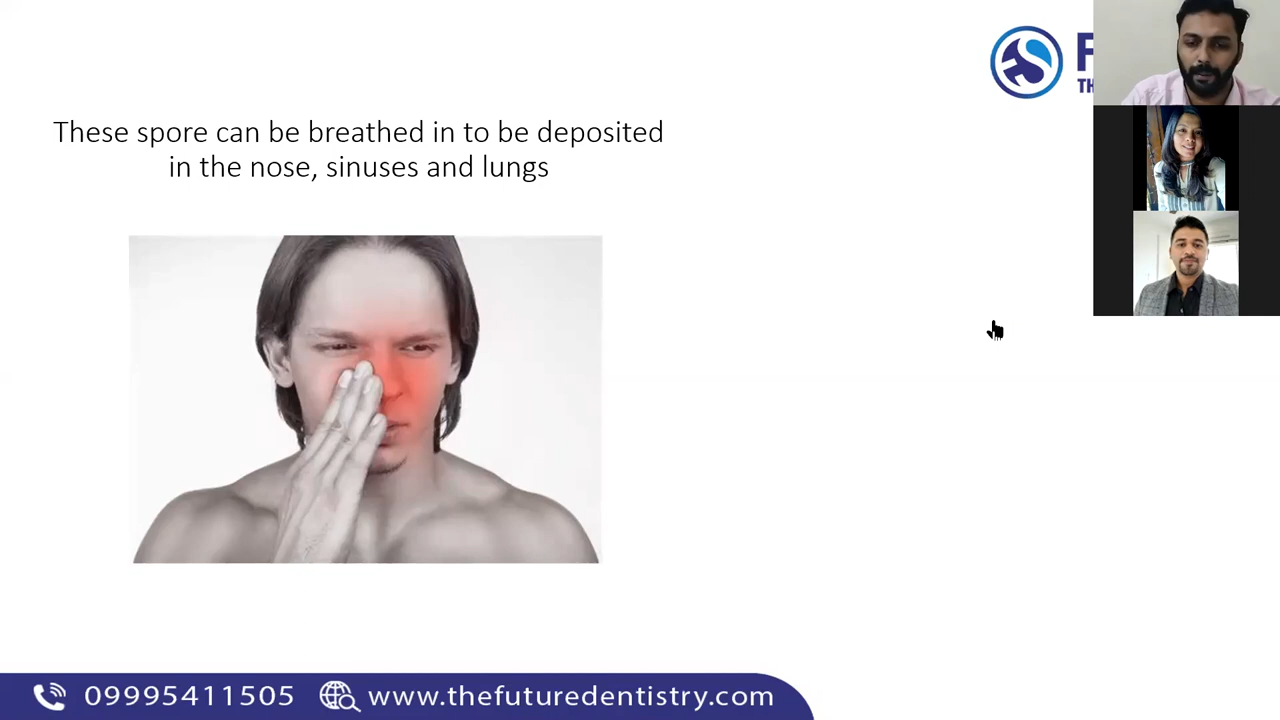 These spore can be breathed in to be deposited
in the nose, sinuses and lungs
09995411505 www.thefuturedentistry.com